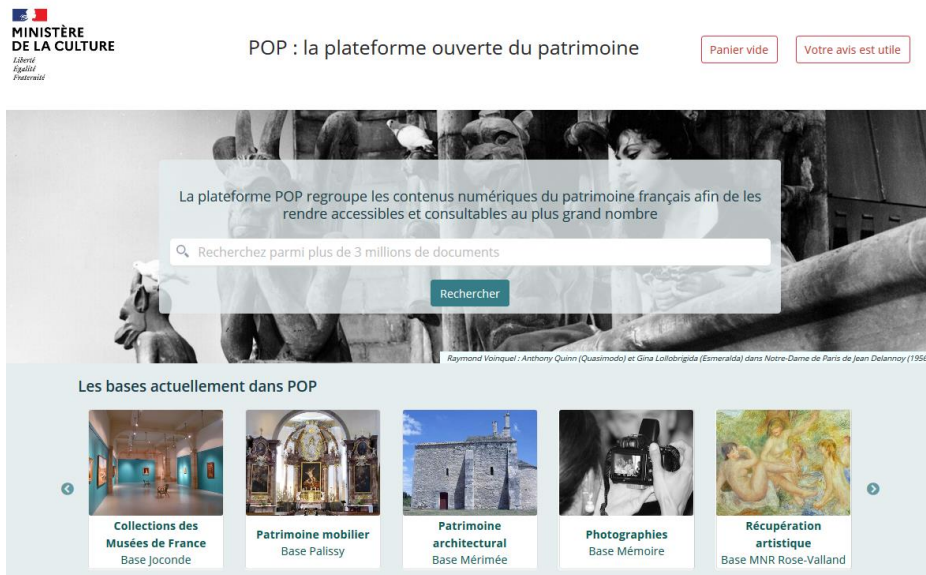 MINISTÈRE
DE LA CULTURE
Liberté
Égalité
Fraternité
POP : la plateforme ouverte du patrimoine
Panier vide
Votre avis est utile
La plateforme POP regroupe les contenus numériques du patrimoine français afin de les
rendre accessibles et consultables au plus grand nombre
Recherchez parmi plus de 3 millions de documents
Rechercher
Raymond Voinquel : Anthony Quinn (Quasimodo) et Gina Lollobrigida (Esmeralda) dans Notre-Dame de Paris de Jean Delannoy (1956
Les bases actuellement dans POP
Collections des
Musées de France
Base Joconde
Patrimoine mobilier
Base Palissy
Patrimoine
architectural
Base Mérimée
Photographies
Base Mémoire
Récupération
artistique
Base MNR Rose-Valland